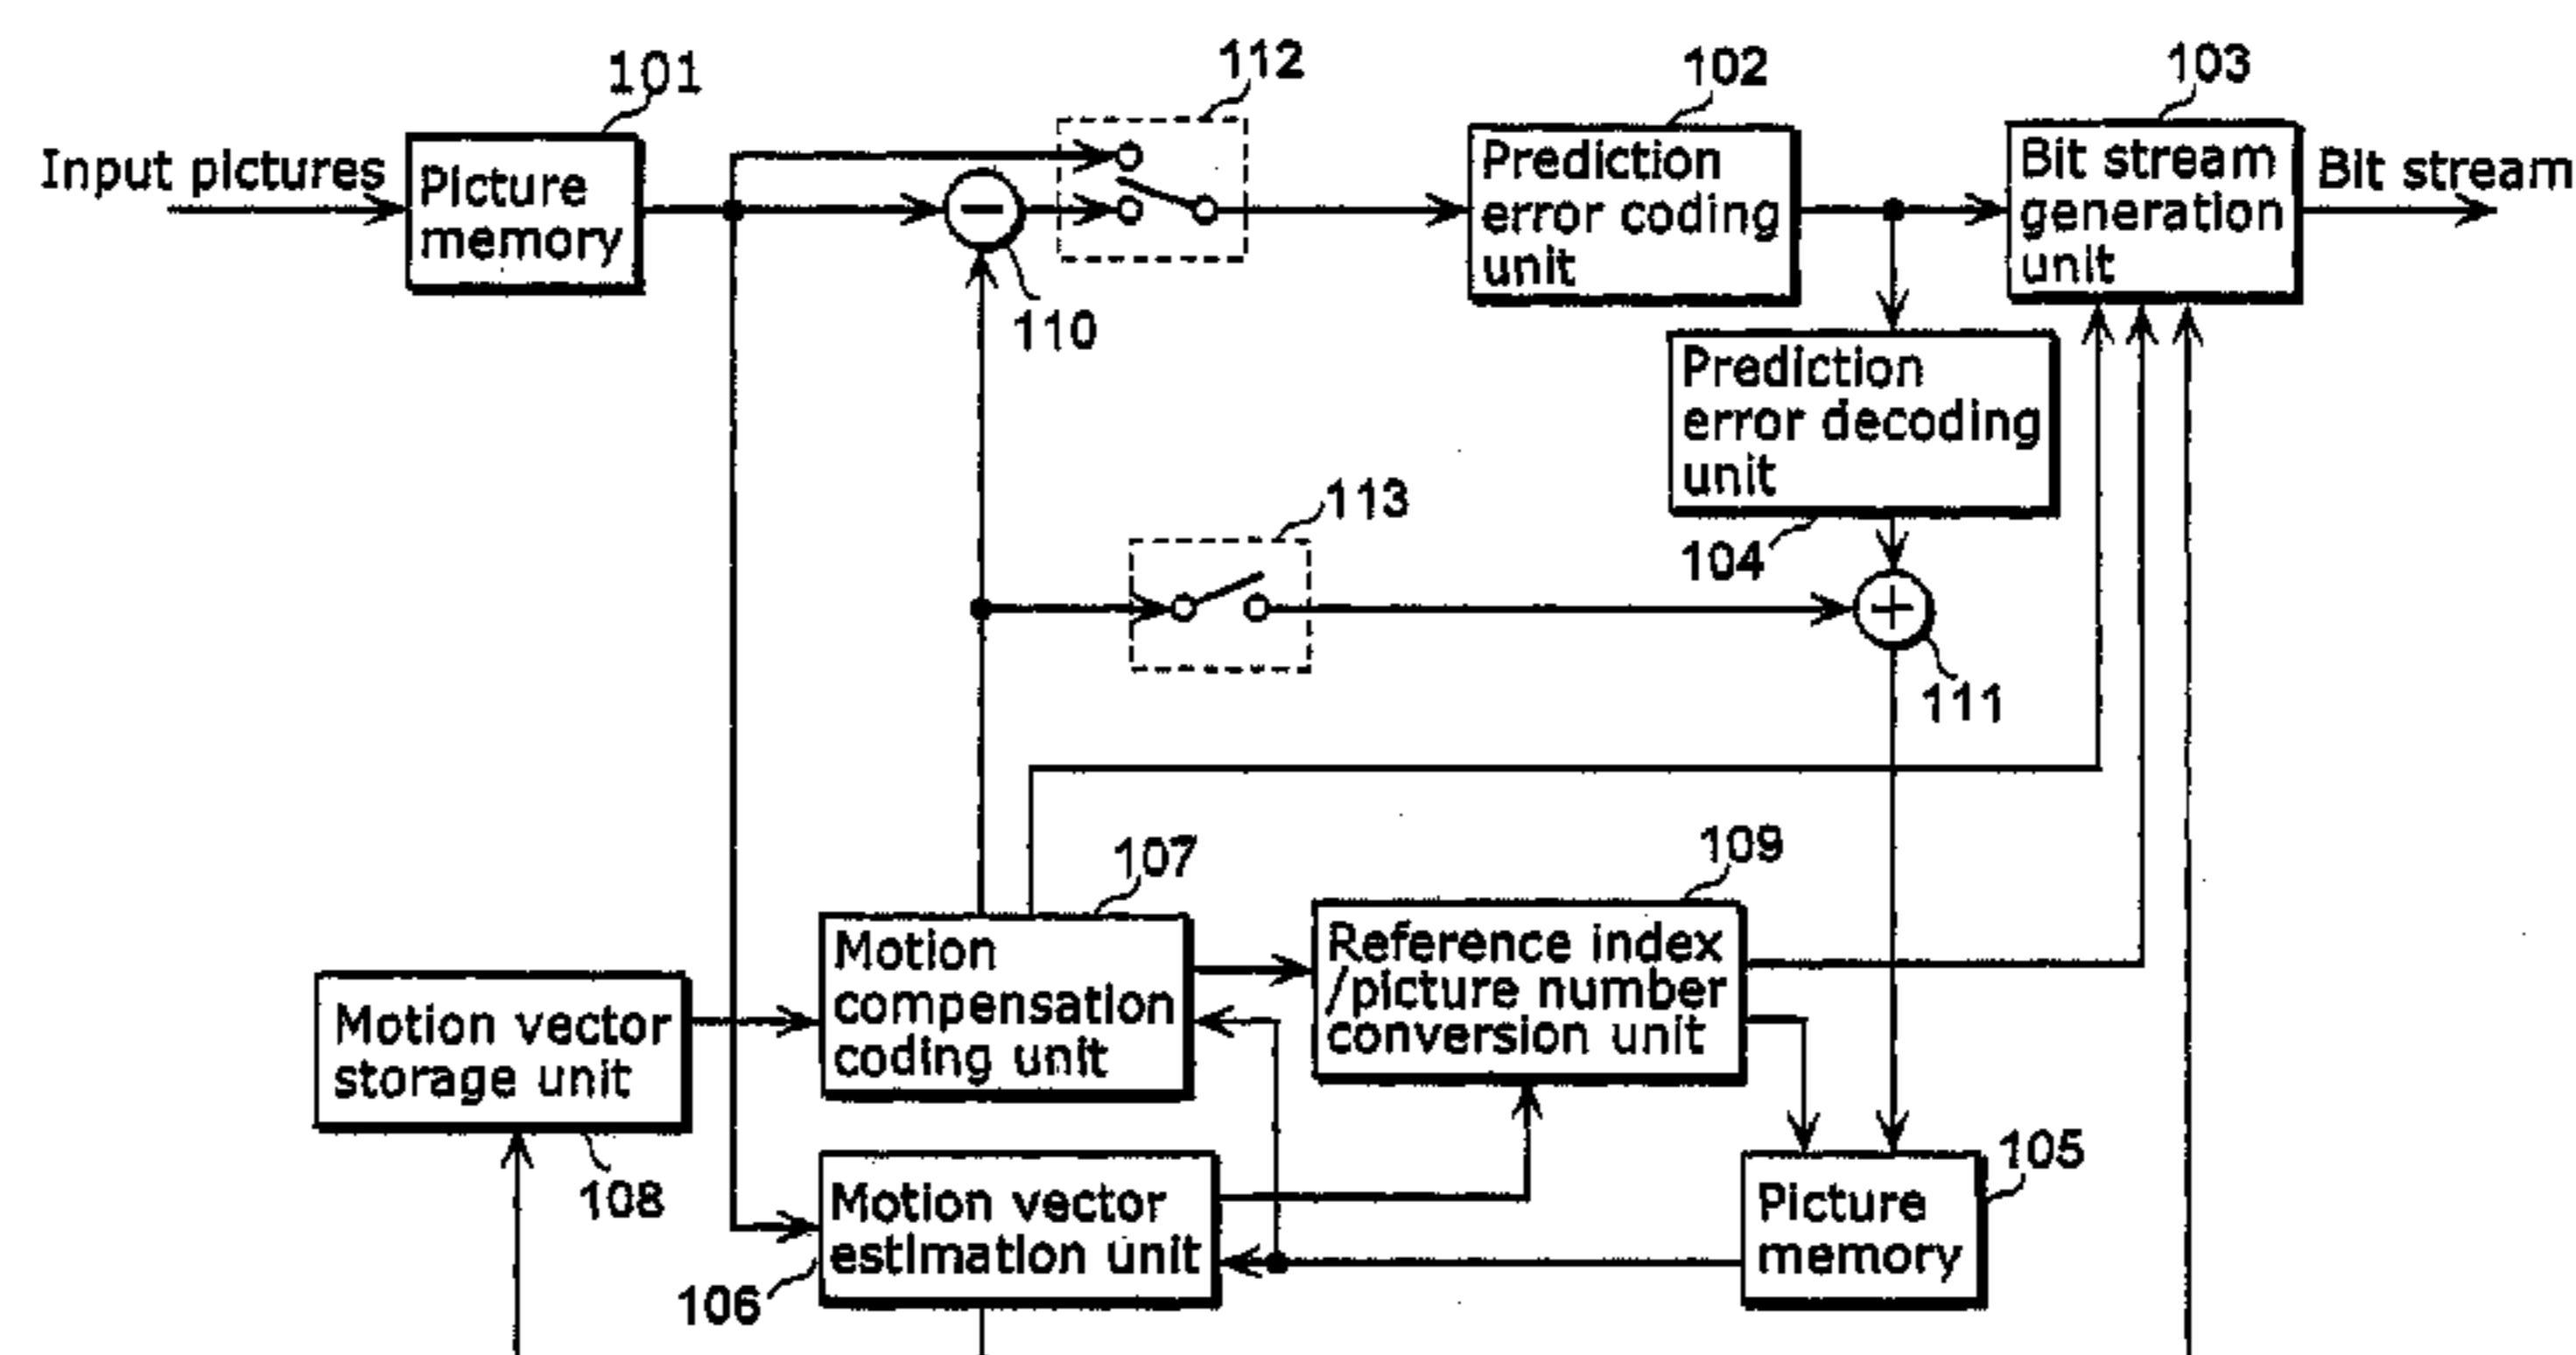 101
112
102
103
Input pictures
Picture
memory
−
Prediction
error coding
unit
Bit stream
generation
unit
Bit stream
110
Prediction
error decoding
unit
113
104
+
111
107
109
Motion
compensation
coding unit
Reference index
/picture number
conversion unit
Motion vector
storage unit
108
105
Motion vector
estimation unit
Picture
memory
106